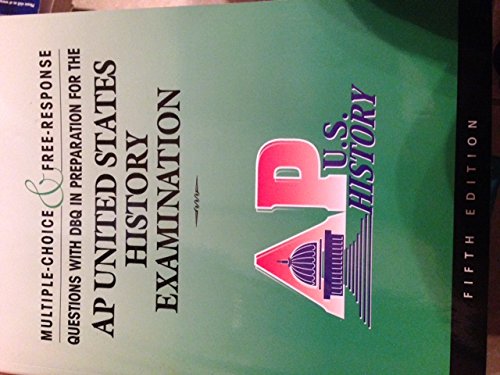 MULTIPLE-CHOICE & FREE-RESPONSE
QUESTIONS WITH DBQ IN PREPARATION FOR THE
AP UNITED STATES
HISTORY
EXAMINATION
AP
U.S.
HISTORY
FIFTH EDITION